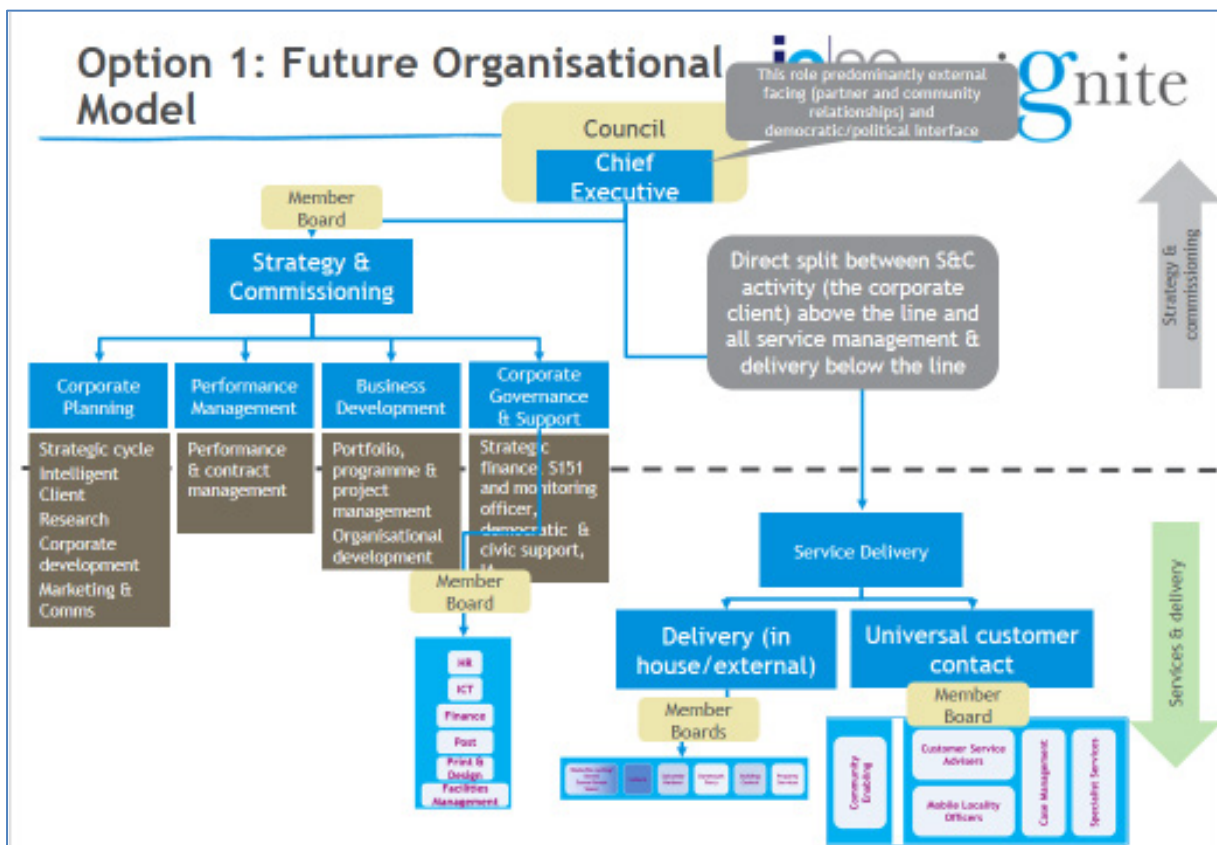 Option 1: Future Organisational
Model
ignite
This role predominantly external
facing (partner and community
relationships) and
democratic/political interface
Council
Chief
Executive
Member
Board
Strategy &
Commissioning
Direct split between S&C
activity (the corporate
client) above the line and
all service management &
delivery below the line
Strategy &
commissioning
Corporate
Planning
Performance
Management
Business
Development
Corporate
Governance
& Support
Strategic cycle
Intelligent
Client
Research
Corporate
development
Marketing &
Comms
Performance
& contract
management
Portfolio,
programme &
project
management
Organisational
development
Strategic
finance, S151
and monitoring
officer,
democratic &
civic support,
Member
Board
HR
ICT
Finance
Post
Print &
Design
Facilities
Management
Service Delivery
Delivery (in
house/external)
Universal customer
contact
Member
Boards
Building
Control
Property
Services
Member
Board
Community
Enabling
Customer Service
Advisers
Mobile Locality
Officers
Case Management
Specialist Services
Services & delivery